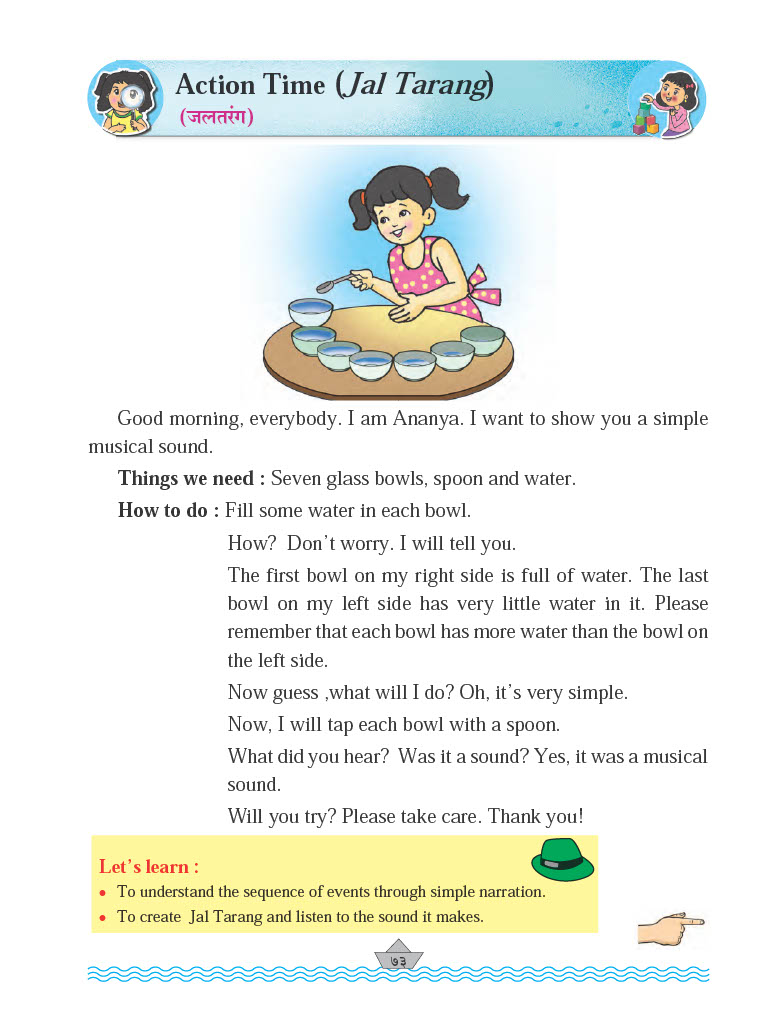 Action Time (Jal Tarang)
(जलतरंग)
Good morning, everybody. I am Ananya. I want to show you a simple
musical sound.
Things we need : Seven glass bowls, spoon and water.
How to do : Fill some water in each bowl.
How?  Don’t worry. I will tell you.
The first bowl on my right side is full of water. The last
bowl on my left side has very little water in it. Please
remember that each bowl has more water than the bowl on
the left side.
Now guess ,what will I do? Oh, it’s very simple.
Now, I will tap each bowl with a spoon.
What did you hear?  Was it a sound? Yes, it was a musical
sound.
Will you try? Please take care. Thank you!
Let’s learn :
• To understand the sequence of events through simple narration.
• To create  Jal Tarang and listen to the sound it makes.
७३